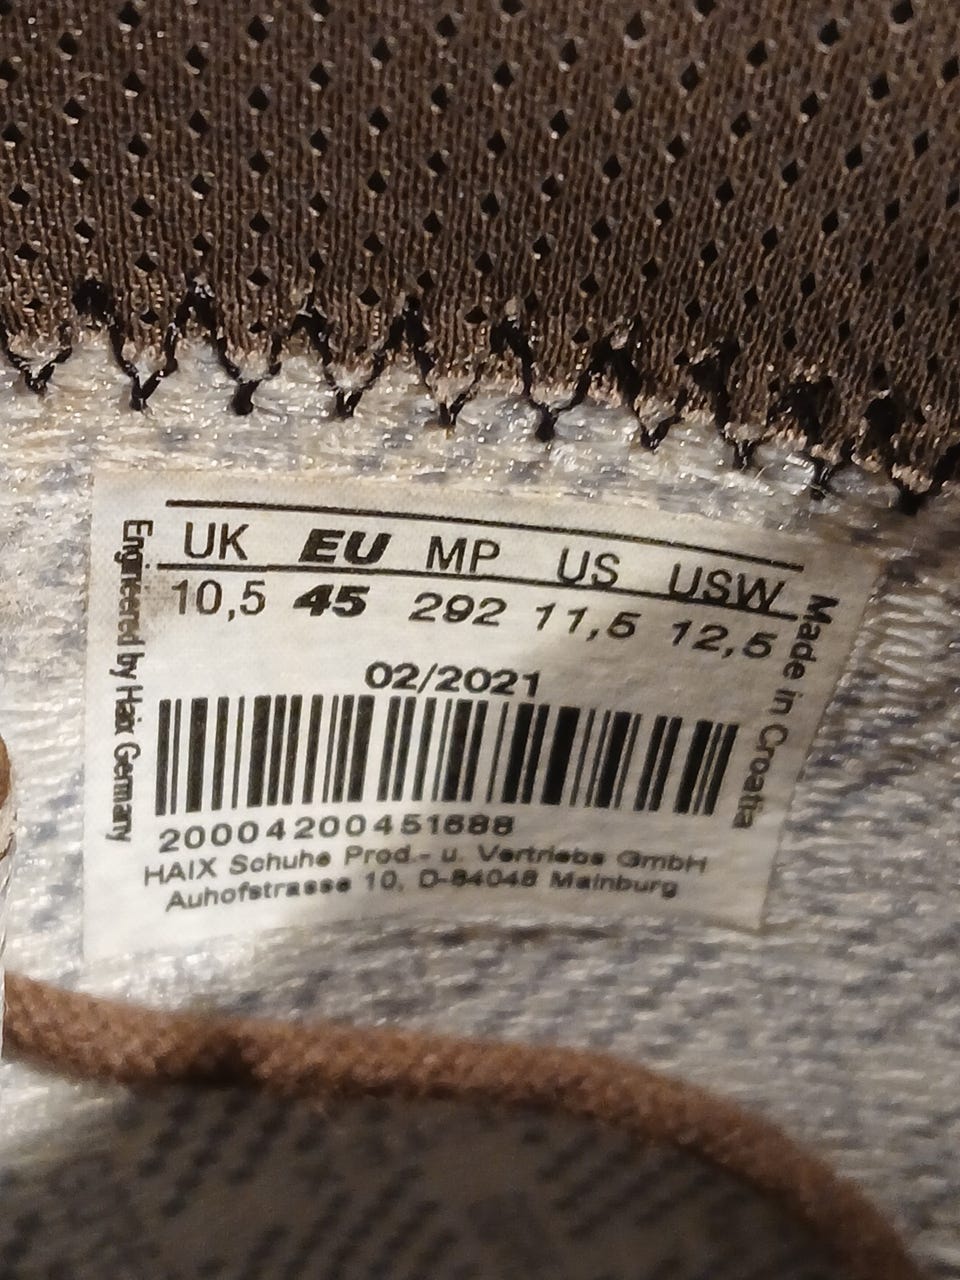 UK EU MP US USW
10,5 45 292 11,5 12,5
02/2021
20004200451688
HAIX Schuhe Prod.- u. Vertriebs GmbH
Auhofstrasse 10, D-84048 Mainburg
Engineered by Haix Germany
Made in Croatia